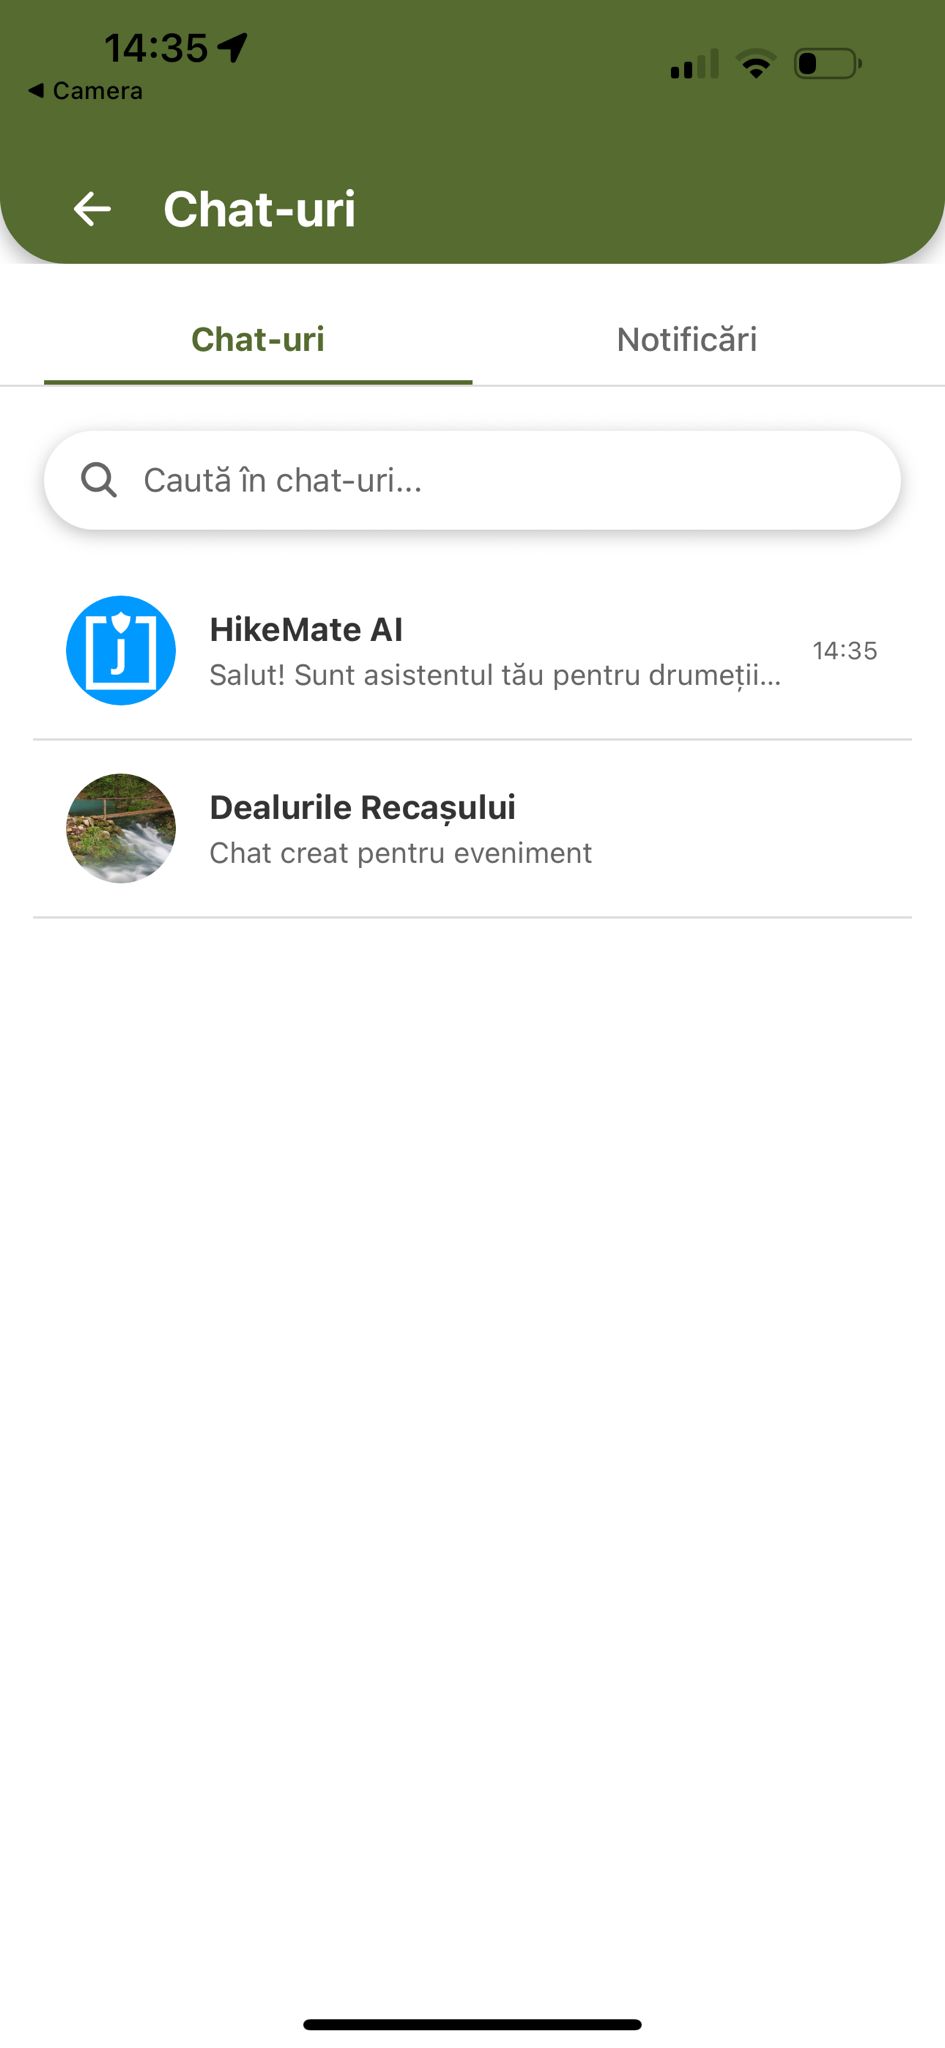 14:35
◀ Camera
Chat-uri
Chat-uri
Notificări
Caută în chat-uri...
j
HikeMate AI
14:35
Salut! Sunt asistentul tău pentru drumeții...
Dealurile Recașului
Chat creat pentru eveniment